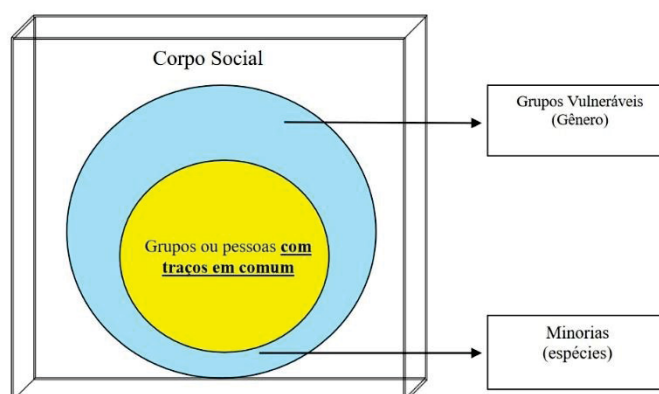 Corpo Social
Grupos Vulneráveis
(Gênero)
Grupos ou pessoas com
traços em comum
Minorias
(espécies)